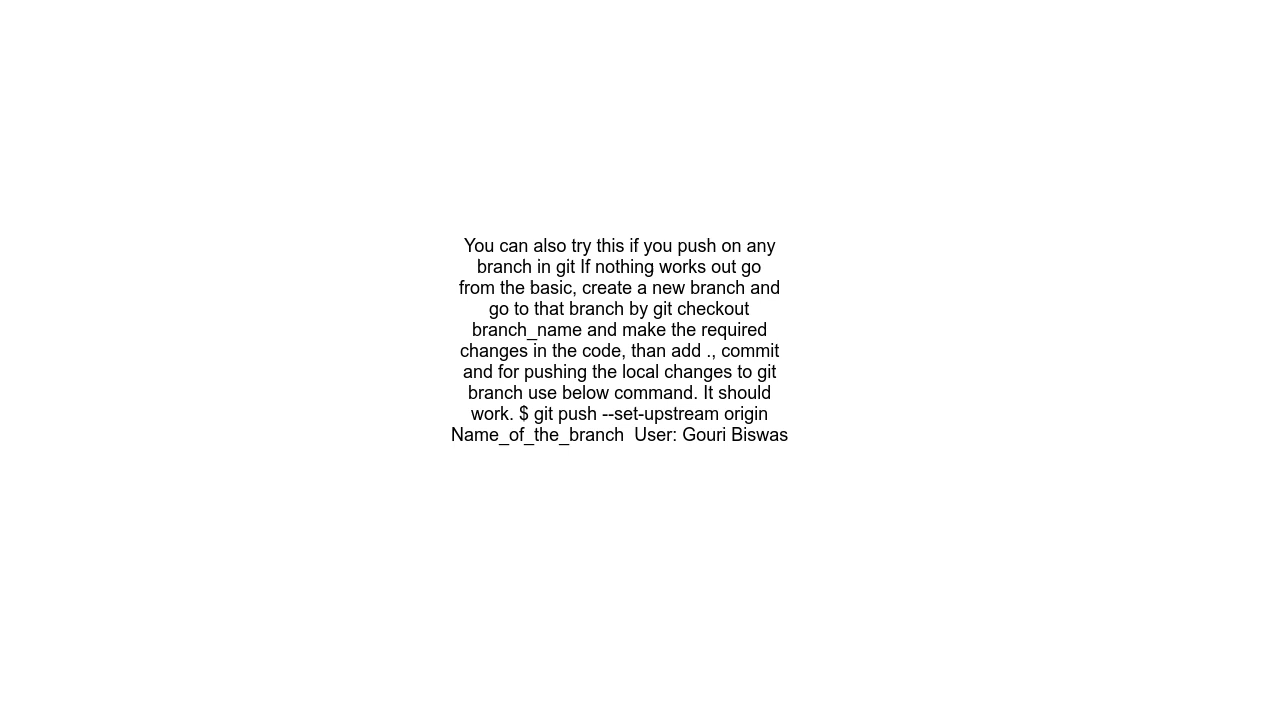 You can also try this if you push on any
branch in git If nothing works out go
from the basic, create a new branch and
go to that branch by git checkout
branch_name and make the required
changes in the code, than add ., commit
and for pushing the local changes to git
branch use below command. It should
work. $ git push --set-upstream origin
Name_of_the_branch  User: Gouri Biswas